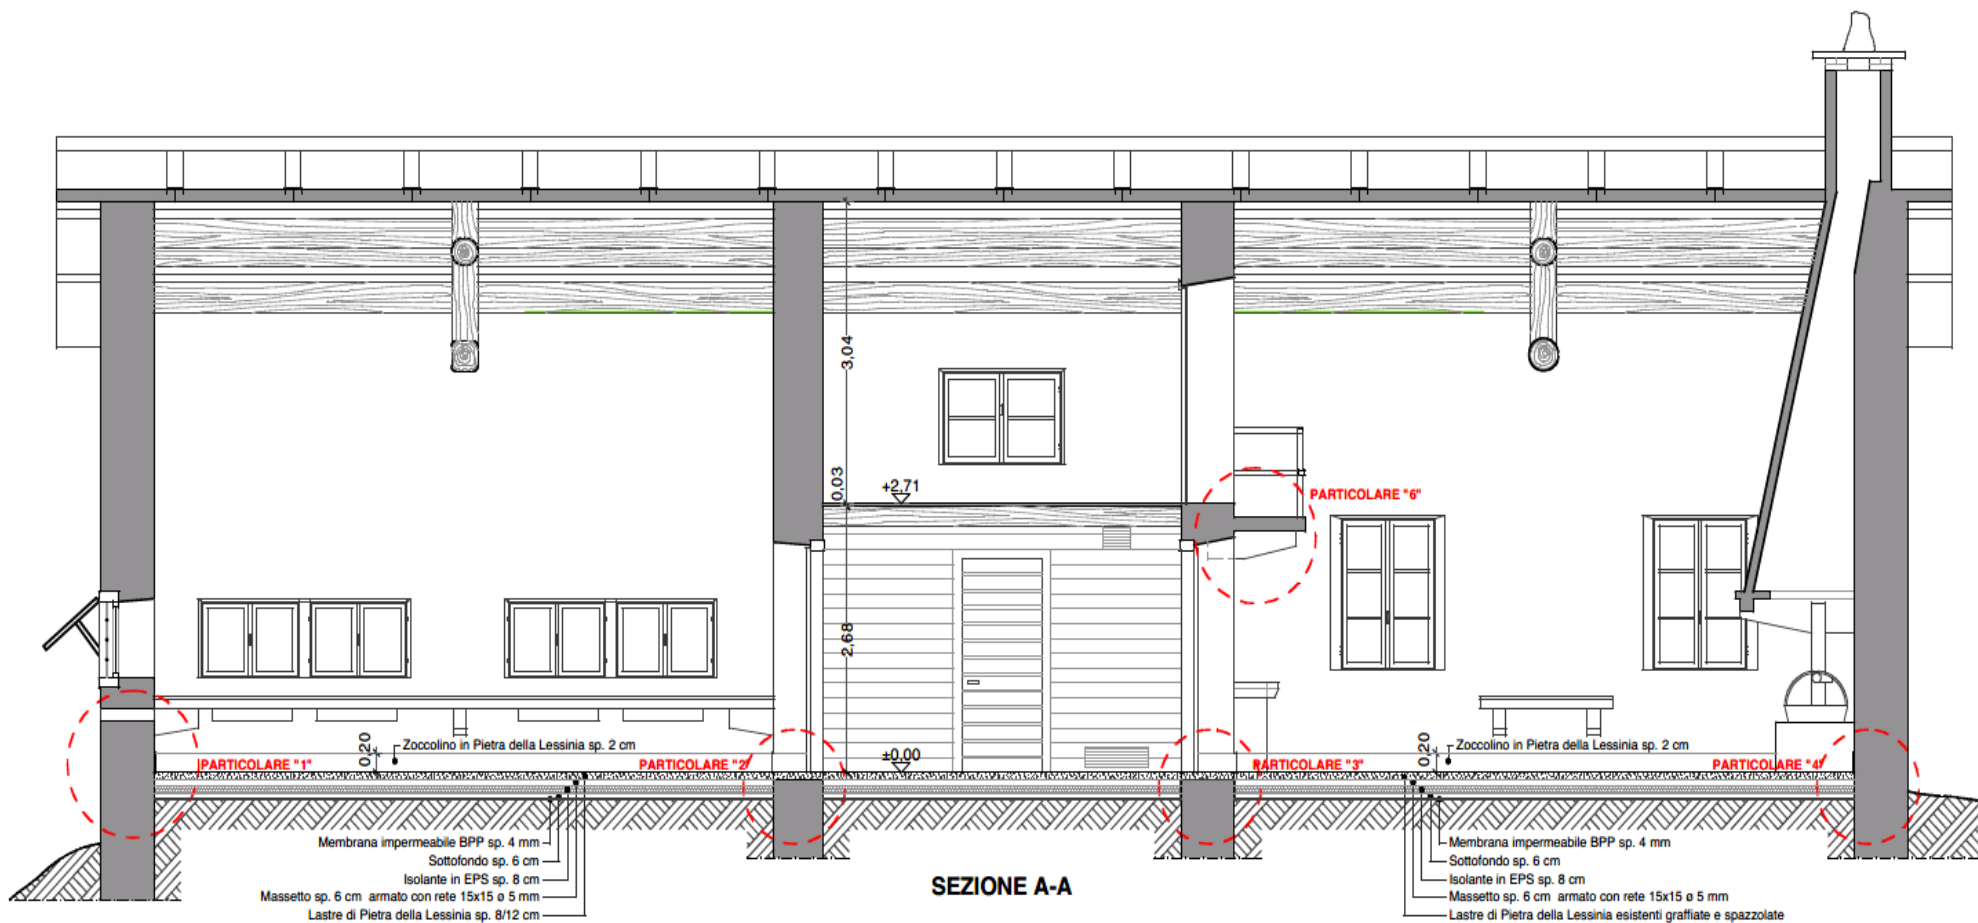 3,04
0,03
+2,71
PARTICOLARE "6"
2,68
0,20
Zoccolino in Pietra della Lessinia sp. 2 cm
±0,00
0,20
Zoccolino in Pietra della Lessinia sp. 2 cm
PARTICOLARE "1"
PARTICOLARE "2"
PARTICOLARE "3"
PARTICOLARE "4"
Membrana impermeabile BPP sp. 4 mm
Sottofondo sp. 6 cm
Isolante in EPS sp. 8 cm
Massetto sp. 6 cm armato con rete 15x15 ø 5 mm
Lastre di Pietra della Lessinia sp. 8/12 cm
SEZIONE A-A
Membrana impermeabile BPP sp. 4 mm
Sottofondo sp. 6 cm
Isolante in EPS sp. 8 cm
Massetto sp. 6 cm armato con rete 15x15 ø 5 mm
Lastre di Pietra della Lessinia esistenti graffiate e spazzolate